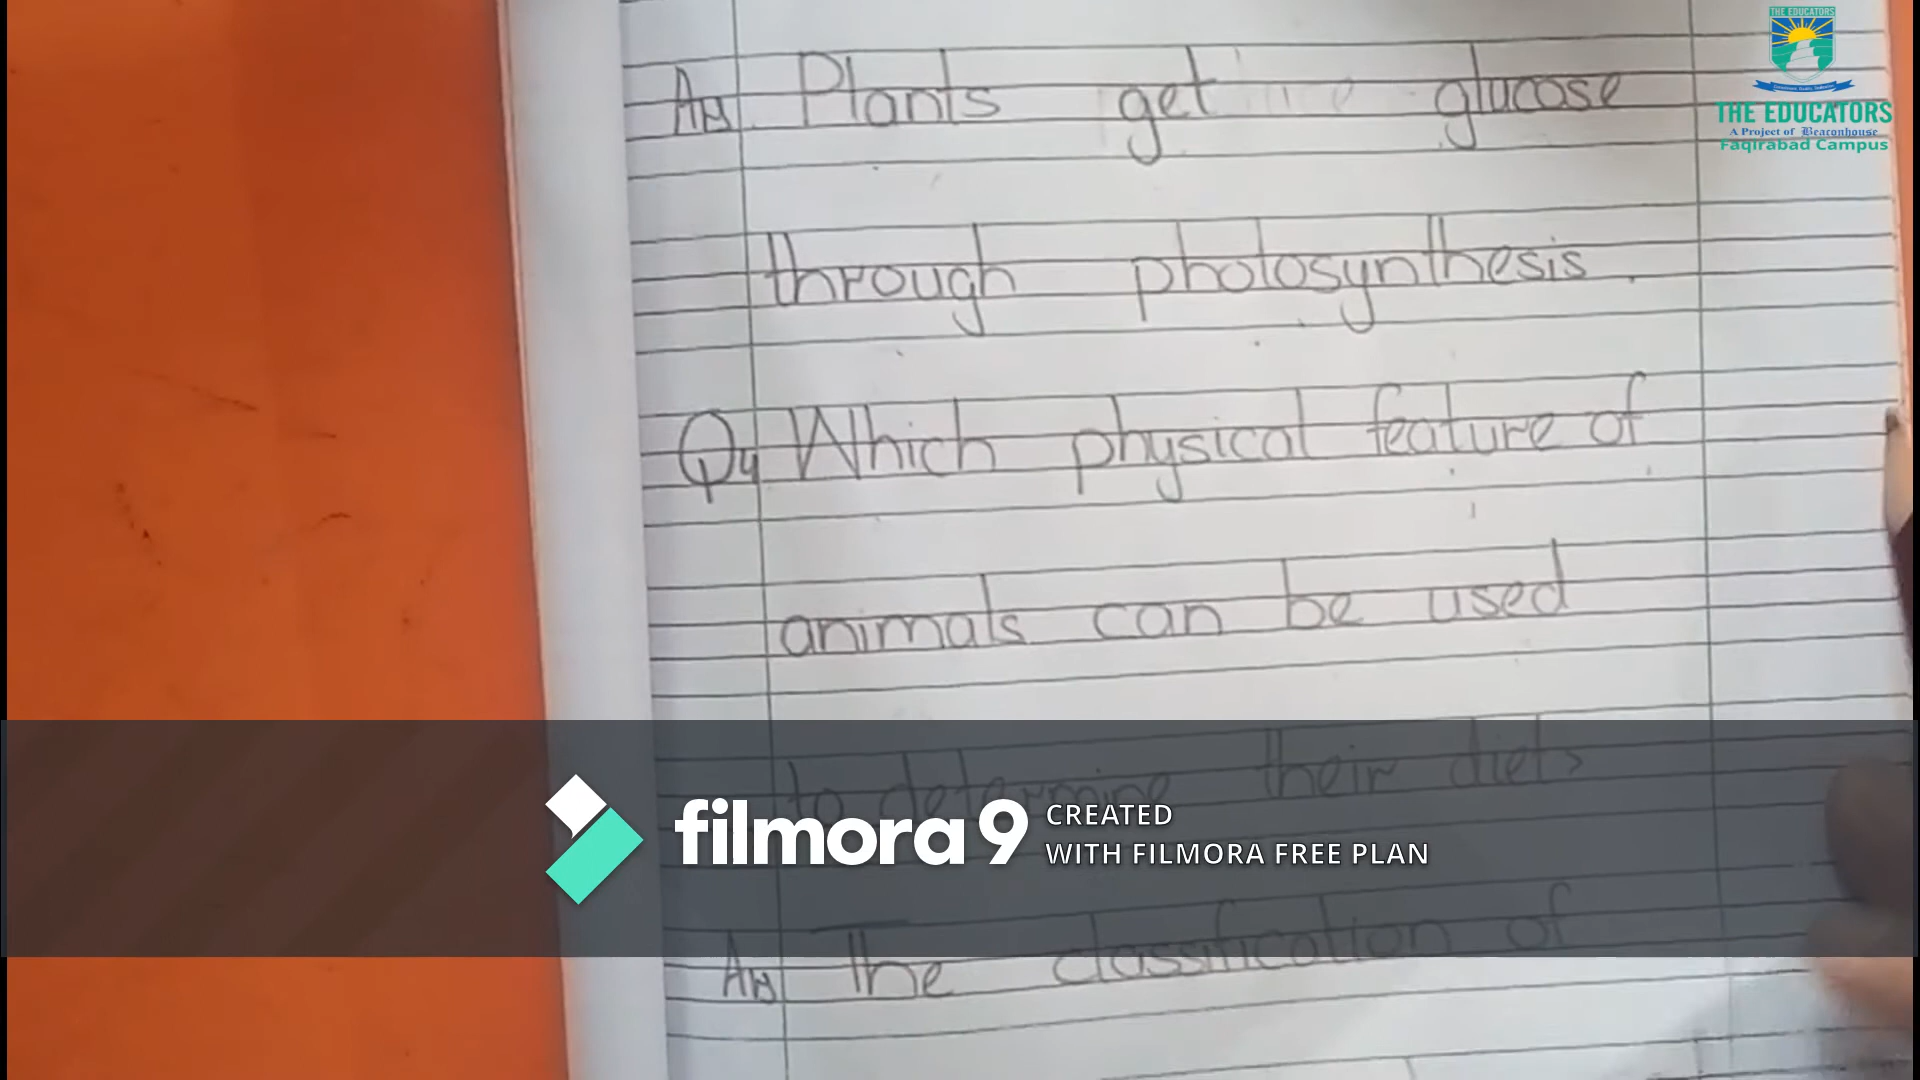 THE EDUCATORS
THE EDUCATORS
A Project of Beaconhouse
Faqirabad Campus
Ans Plants get glucose
through photosynthesis.
Q4 Which physical feature of
animals can be used
to determine their diets
filmora 9 CREATED
WITH FILMORA FREE PLAN
Ans The classification of